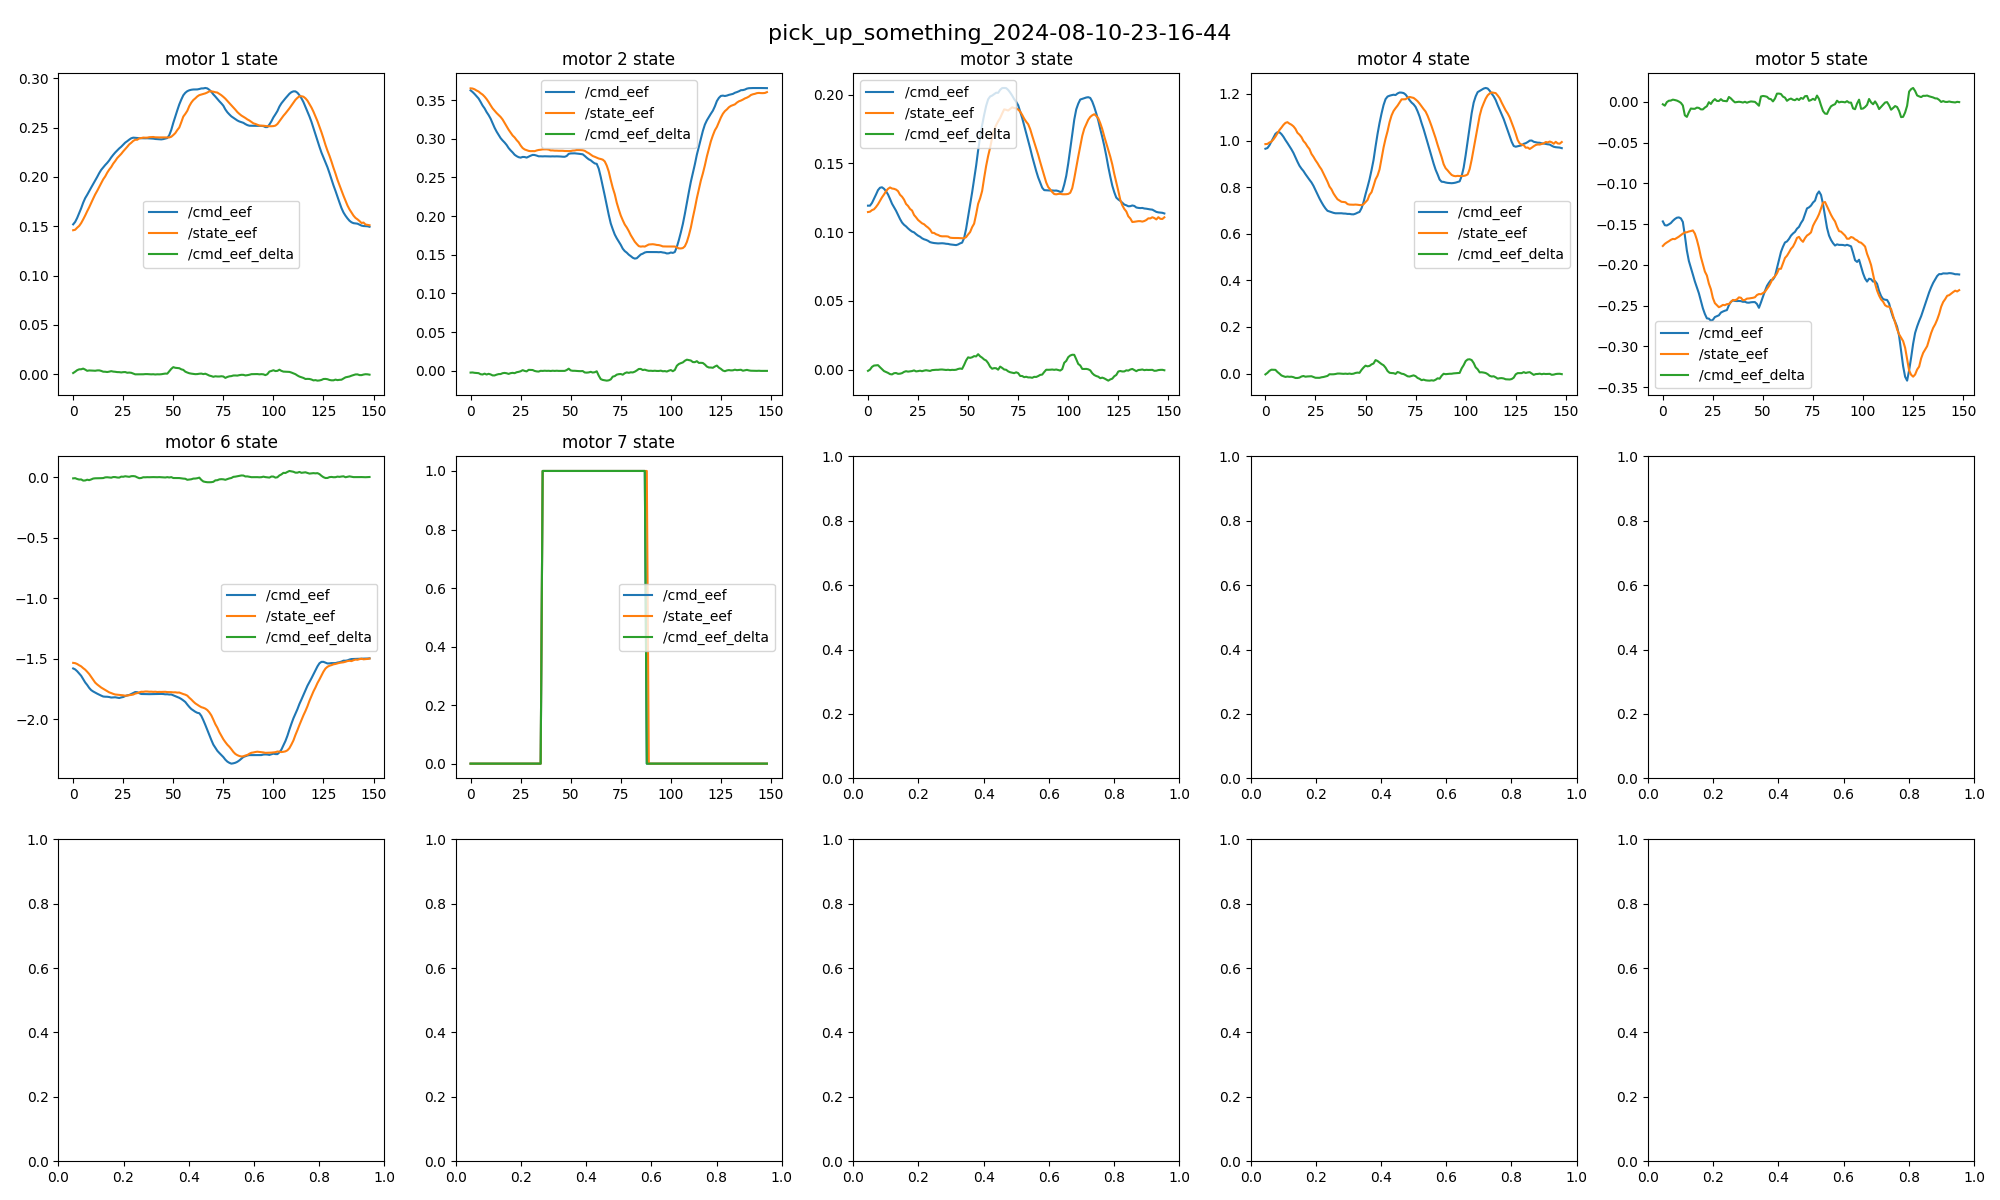 pick_up_something_2024-08-10-23-16-44
motor 1 state
0.30
0.25
0.20
0.15
0.10
0.05
0.00
/cmd_eef
/state_eef
/cmd_eef_delta
0 25 50 75 100 125 150
motor 2 state
0.35
0.30
0.25
0.20
0.15
0.10
0.05
0.00
/cmd_eef
/state_eef
/cmd_eef_delta
0 25 50 75 100 125 150
motor 3 state
0.20
0.15
0.10
0.05
0.00
/cmd_eef
/state_eef
/cmd_eef_delta
0 25 50 75 100 125 150
motor 4 state
1.2
1.0
0.8
0.6
0.4
0.2
0.0
/cmd_eef
/state_eef
/cmd_eef_delta
0 25 50 75 100 125 150
motor 5 state
0.00
−0.05
−0.10
−0.15
−0.20
−0.25
−0.30
−0.35
/cmd_eef
/state_eef
/cmd_eef_delta
0 25 50 75 100 125 150
motor 6 state
0.0
−0.5
−1.0
−1.5
−2.0
/cmd_eef
/state_eef
/cmd_eef_delta
0 25 50 75 100 125 150
motor 7 state
1.0
0.8
0.6
0.4
0.2
0.0
/cmd_eef
/state_eef
/cmd_eef_delta
0 25 50 75 100 125 150
1.0
0.8
0.6
0.4
0.2
0.0
0.0 0.2 0.4 0.6 0.8 1.0
1.0
0.8
0.6
0.4
0.2
0.0
0.0 0.2 0.4 0.6 0.8 1.0
1.0
0.8
0.6
0.4
0.2
0.0
0.0 0.2 0.4 0.6 0.8 1.0
1.0
0.8
0.6
0.4
0.2
0.0
0.0 0.2 0.4 0.6 0.8 1.0
1.0
0.8
0.6
0.4
0.2
0.0
0.0 0.2 0.4 0.6 0.8 1.0
1.0
0.8
0.6
0.4
0.2
0.0
0.0 0.2 0.4 0.6 0.8 1.0
1.0
0.8
0.6
0.4
0.2
0.0
0.0 0.2 0.4 0.6 0.8 1.0
1.0
0.8
0.6
0.4
0.2
0.0
0.0 0.2 0.4 0.6 0.8 1.0